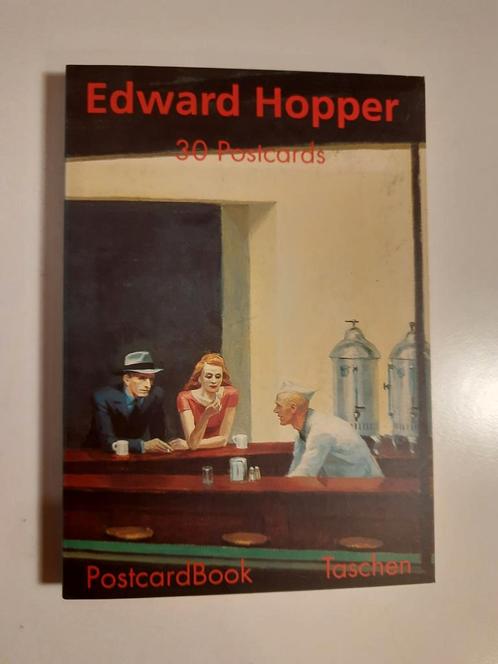 Edward Hopper
30 Postcards
PostcardBook Taschen